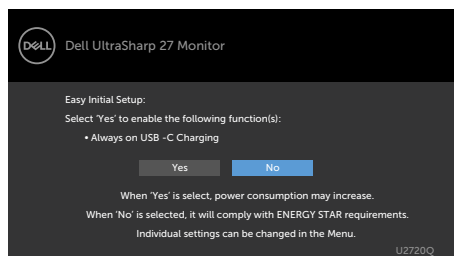 DELL
Dell UltraSharp 27 Monitor
Easy Initial Setup:
Select 'Yes' to enable the following function(s):
• Always on USB -C Charging
Yes No
When 'Yes' is select, power consumption may increase.
When 'No' is selected, it will comply with ENERGY STAR requirements.
Individual settings can be changed in the Menu.
U2720Q